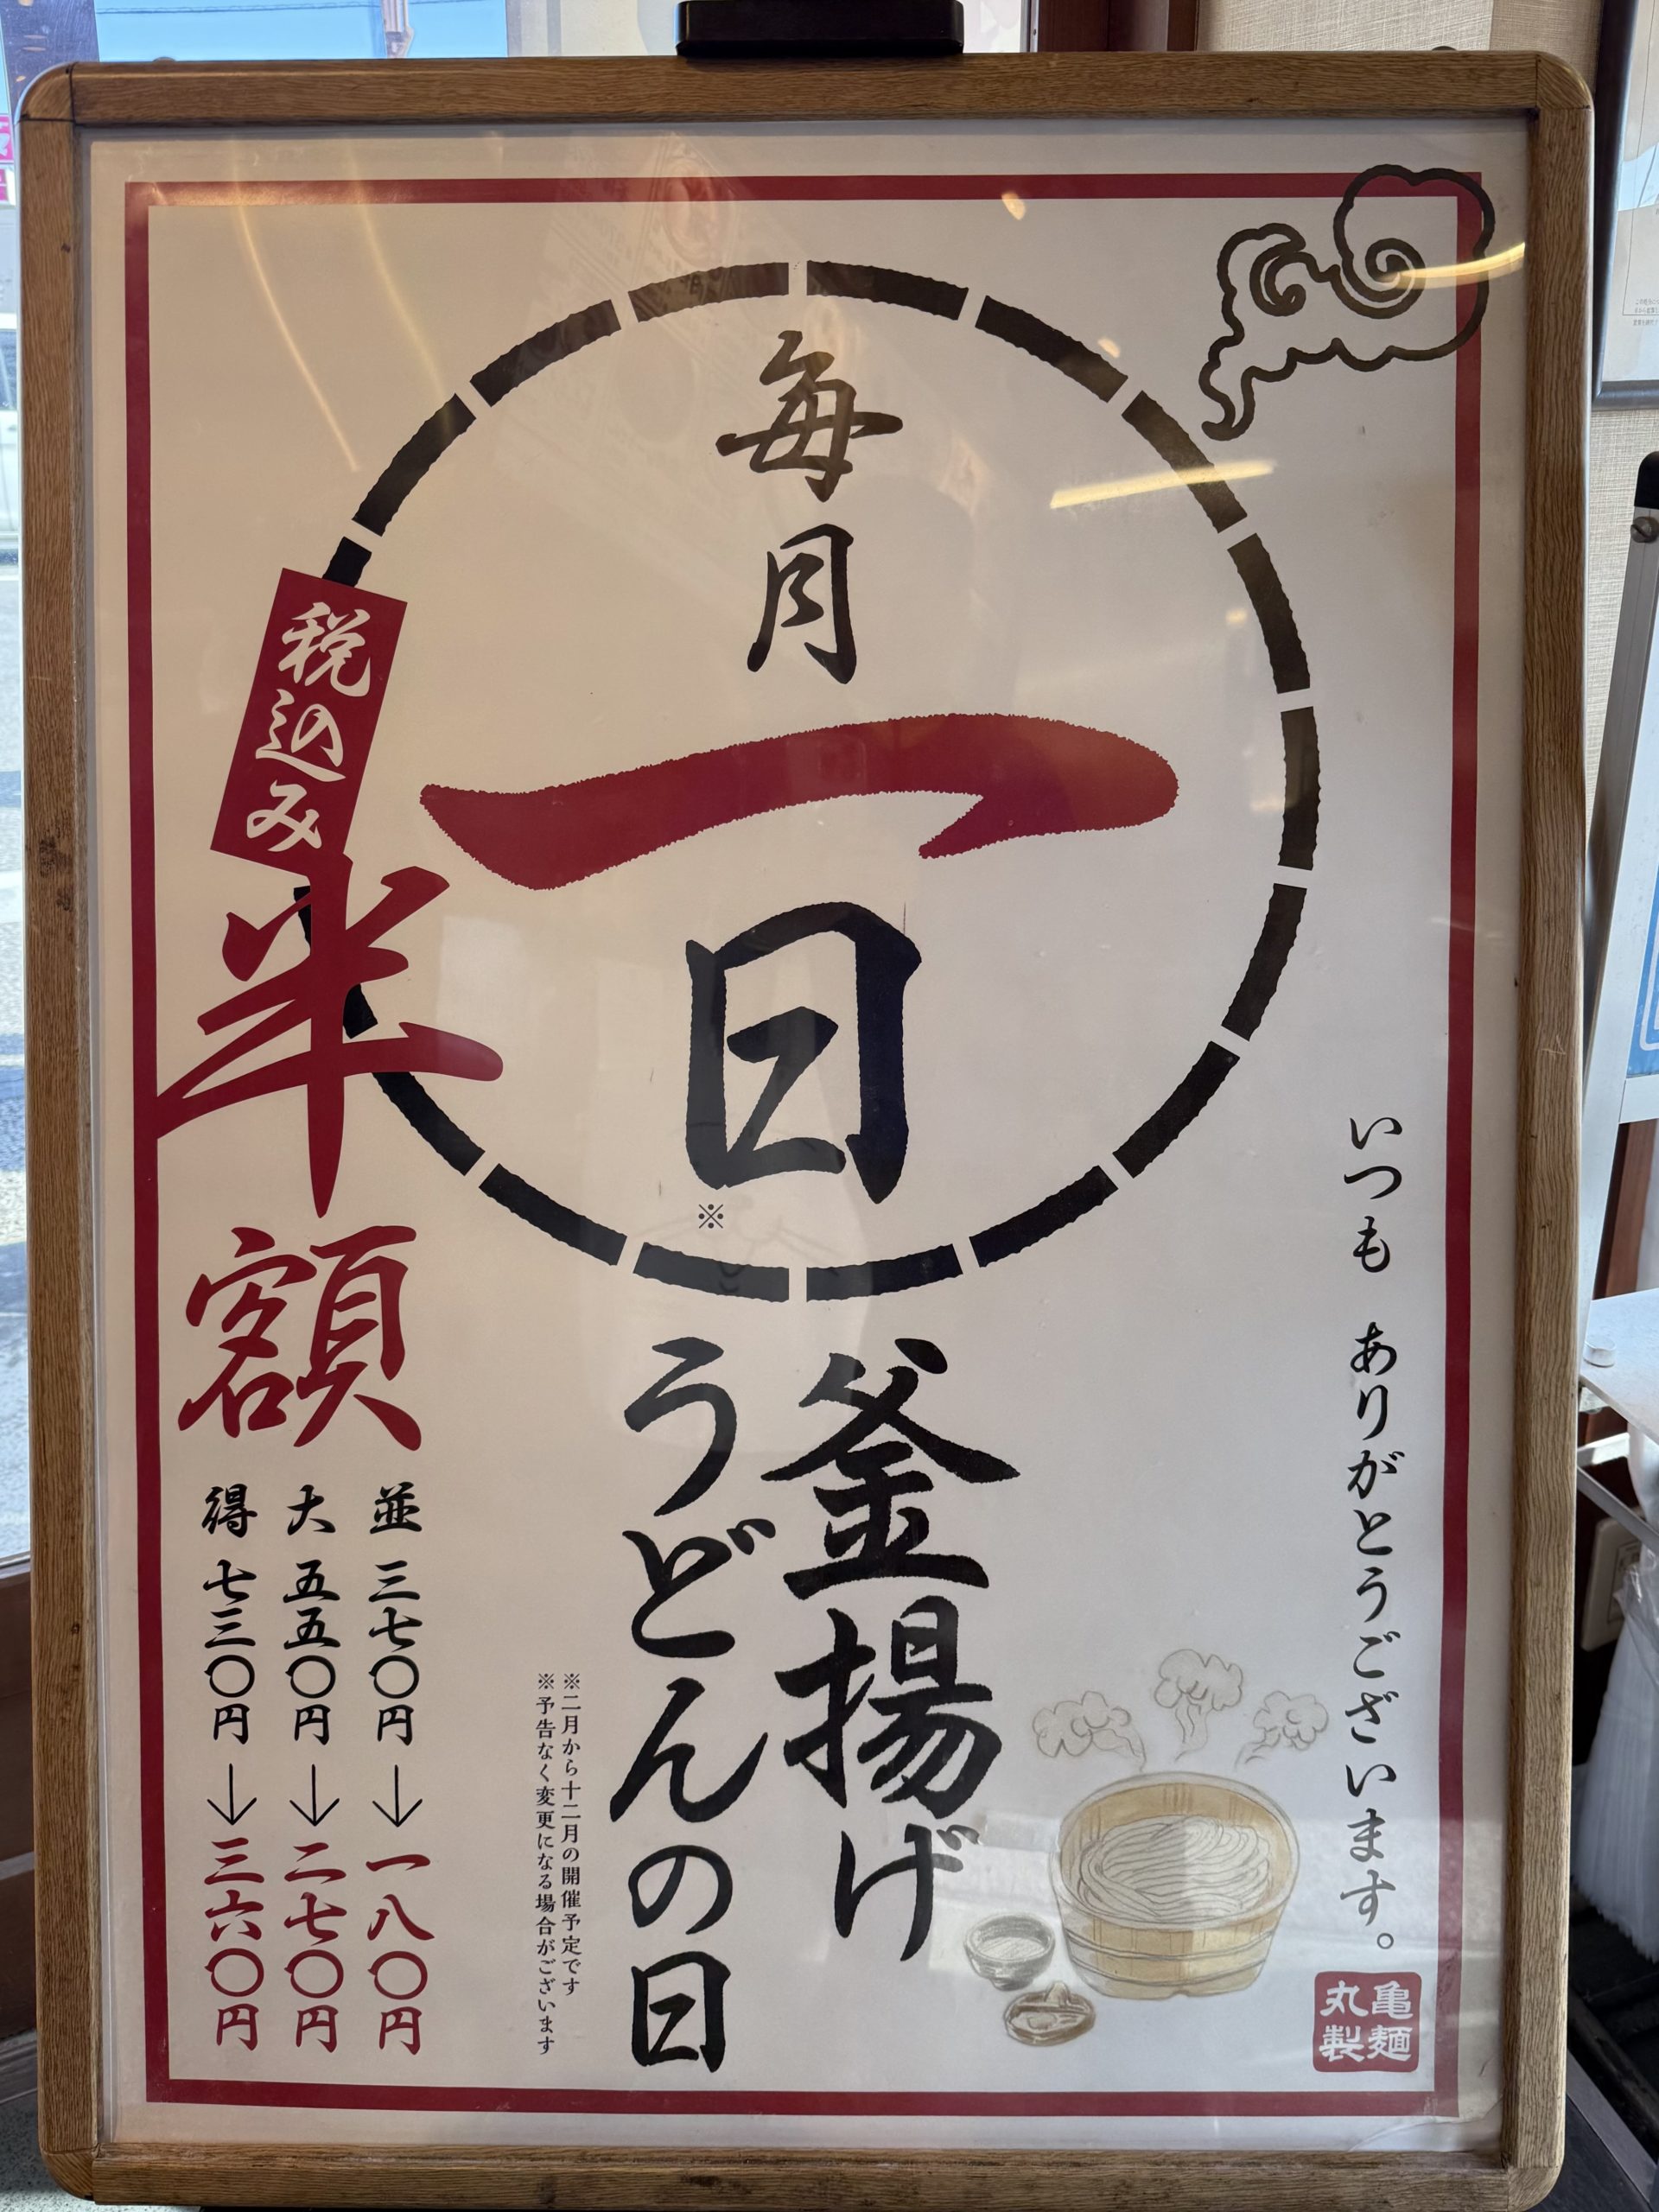 いつも ありがとうございます。
毎月
一
日
※
釜揚げ
うどんの日
※二月から十二月の開催予定です
※予告なく変更になる場合がございます
税込み
半額
並 三七〇円→一八〇円
大 五五〇円→二七〇円
得 七三〇円→三六〇円
丸亀
製麺